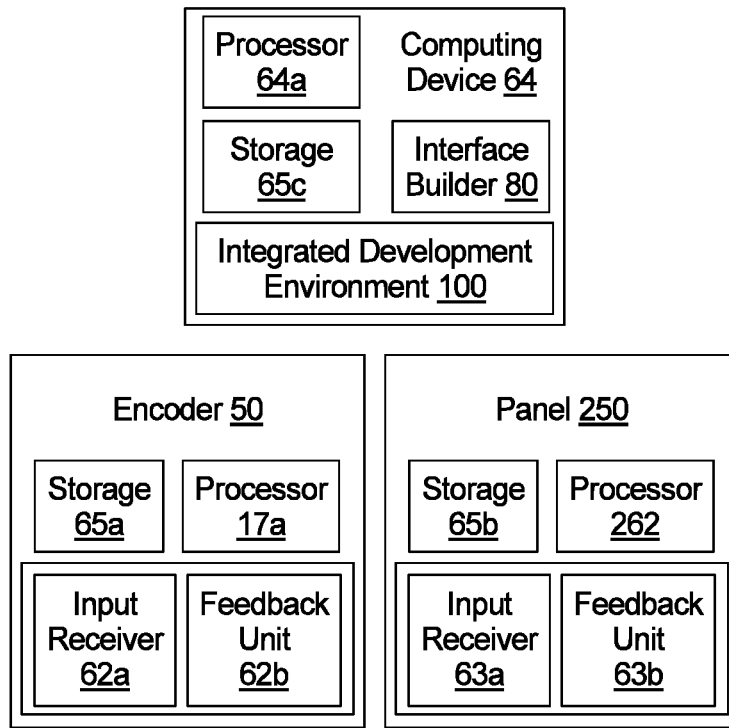 Processor
64a
Computing
Device 64
Storage
65c
Interface
Builder 80
Integrated Development
Environment 100
Encoder 50
Storage
65a
Processor
17a
Input
Receiver
62a
Feedback
Unit
62b
Panel 250
Storage
65b
Processor
262
Input
Receiver
63a
Feedback
Unit
63b